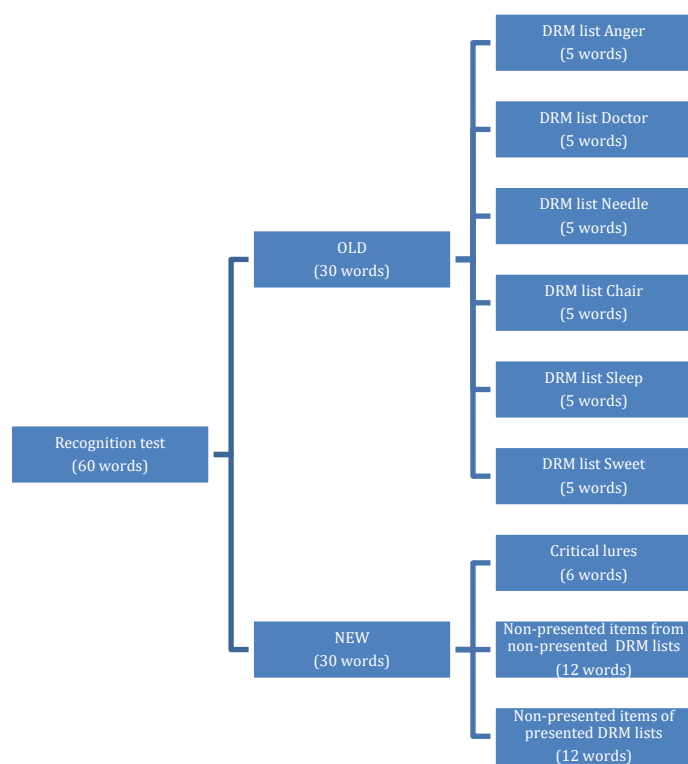 Recognition test
(60 words)
OLD
(30 words)
DRM list Anger
(5 words)
DRM list Doctor
(5 words)
DRM list Needle
(5 words)
DRM list Chair
(5 words)
DRM list Sleep
(5 words)
DRM list Sweet
(5 words)
NEW
(30 words)
Critical lures
(6 words)
Non-presented items from
non-presented DRM lists
(12 words)
Non-presented items of
presented DRM lists
(12 words)